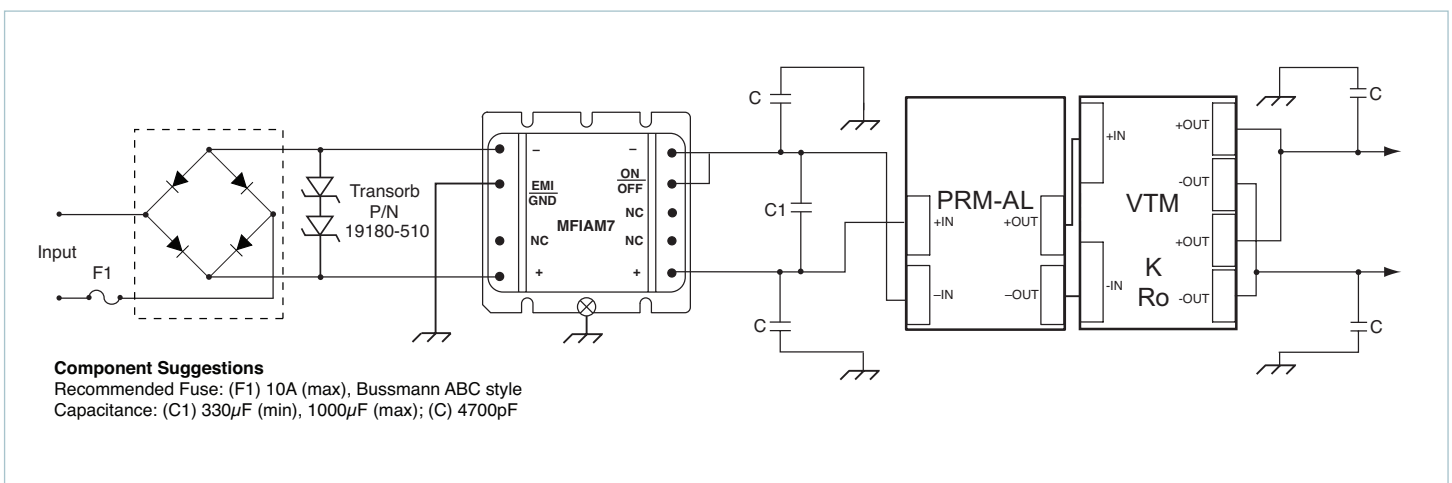 Input
F1
Transorb
P/N
19180-510
–
EMI
GND
NC
+
MFIAM7
–
ON
OFF
NC
NC
+
C
C1
C
PRM-AL
+IN
–IN
+OUT
–OUT
+IN
-IN
VTM
K
Ro
+OUT
-OUT
+OUT
-OUT
C
C
Component Suggestions
Recommended Fuse: (F1) 10A (max), Bussmann ABC style
Capacitance: (C1) 330µF (min), 1000µF (max); (C) 4700pF